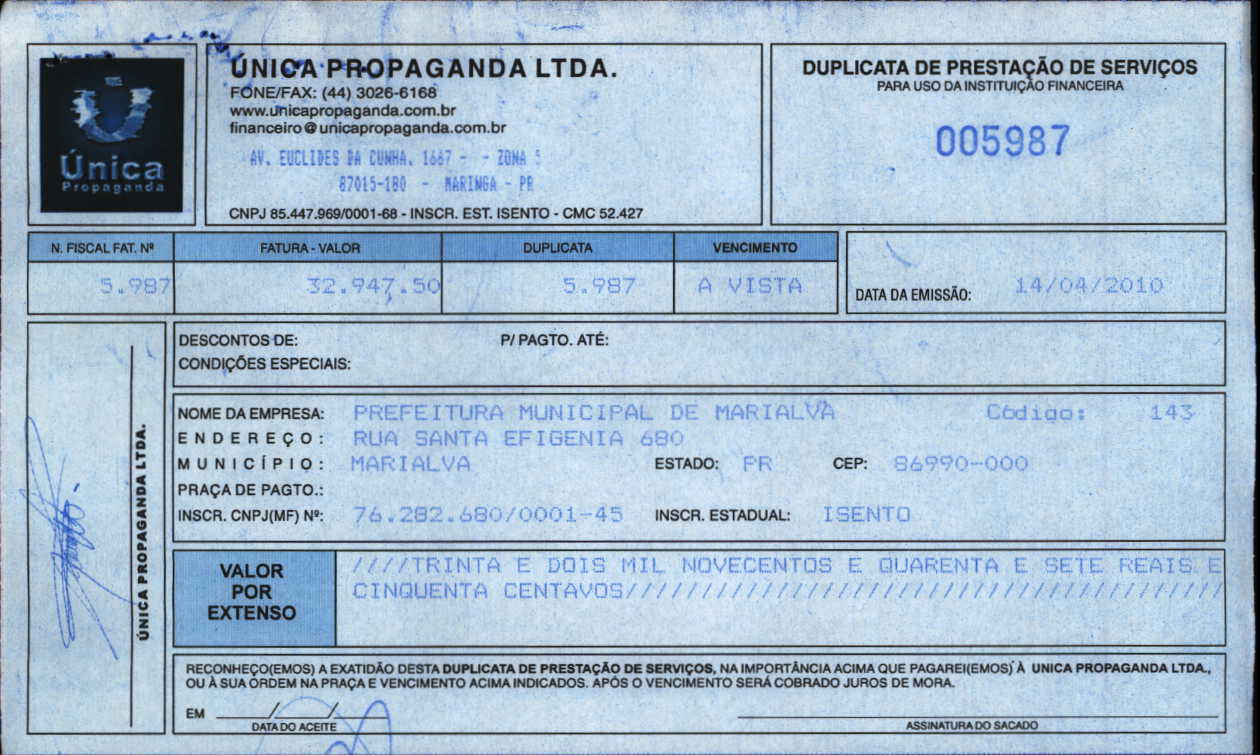 Única
Propaganda
ÚNICA PROPAGANDA LTDA.
FONE/FAX: (44) 3026-6168
www.unicapropaganda.com.br
financeiro@unicapropaganda.com.br
AV. EUCLIDES DA CUNHA, 1667 - - ZONA 5
87015-180 - MARINGA - PR
CNPJ 85.447.969/0001-68 - INSCR. EST. ISENTO - CMC 52.427
DUPLICATA DE PRESTAÇÃO DE SERVIÇOS
PARA USO DA INSTITUIÇÃO FINANCEIRA
005987
N. FISCAL FAT. Nº FATURA - VALOR DUPLICATA VENCIMENTO
5.987 32.947,50 5.987 A VISTA
DATA DA EMISSÃO: 14/04/2010
DESCONTOS DE: P/ PAGTO. ATÉ:
CONDIÇÕES ESPECIAIS:
NOME DA EMPRESA: PREFEITURA MUNICIPAL DE MARIALVA Código: 143
ENDEREÇO: RUA SANTA EFIGENIA 680
MUNICÍPIO: MARIALVA ESTADO: PR CEP: 86990-000
PRAÇA DE PAGTO.:
INSCR. CNPJ(MF) Nº: 76.282.680/0001-45 INSCR. ESTADUAL: ISENTO
ÚNICA PROPAGANDA LTDA.
VALOR
POR
EXTENSO
////TRINTA E DOIS MIL NOVECENTOS E QUARENTA E SETE REAIS E
CINQUENTA CENTAVOS////////////////////////////////////////
RECONHEÇO(EMOS) A EXATIDÃO DESTA DUPLICATA DE PRESTAÇÃO DE SERVIÇOS, NA IMPORTÂNCIA ACIMA QUE PAGAREI(EMOS) À UNICA PROPAGANDA LTDA.,
OU À SUA ORDEM NA PRAÇA E VENCIMENTO ACIMA INDICADOS. APÓS O VENCIMENTO SERÁ COBRADO JUROS DE MORA.
EM ____/____/____
DATA DO ACEITE
ASSINATURA DO SACADO